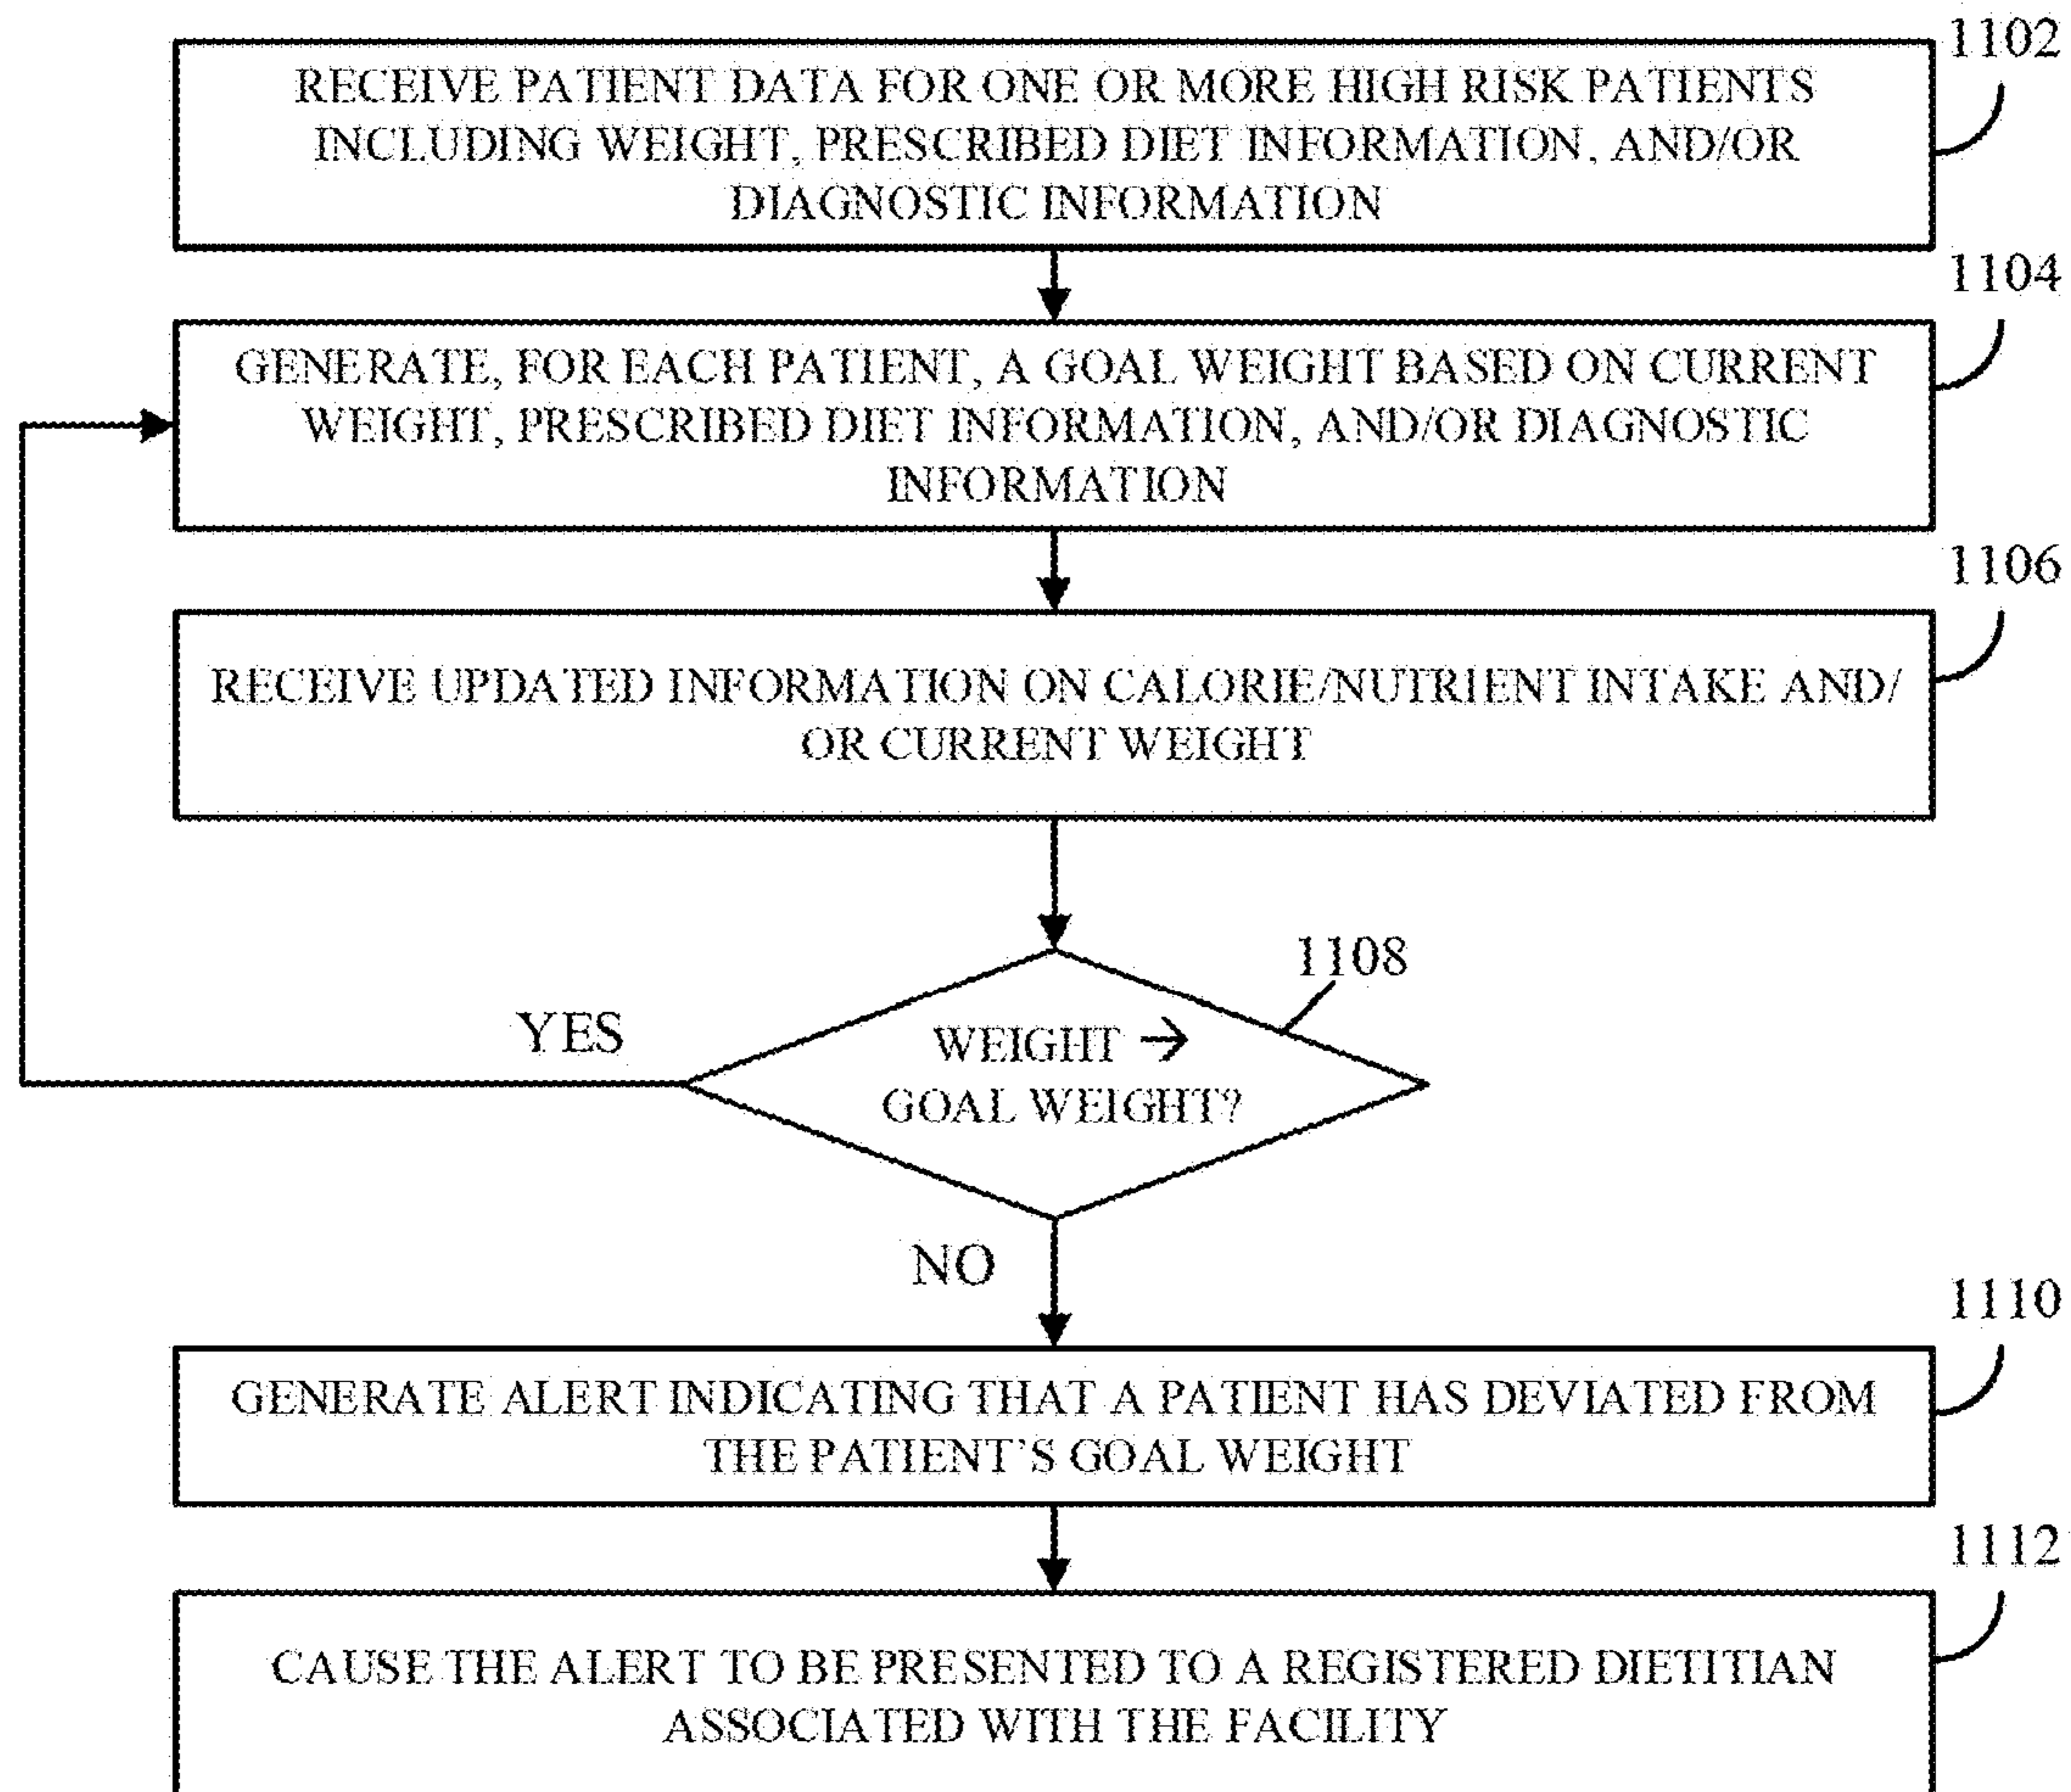 1102
RECEIVE PATIENT DATA FOR ONE OR MORE HIGH RISK PATIENTS
INCLUDING WEIGHT, PRESCRIBED DIET INFORMATION, AND/OR
DIAGNOSTIC INFORMATION
1104
GENERATE, FOR EACH PATIENT, A GOAL WEIGHT BASED ON CURRENT
WEIGHT, PRESCRIBED DIET INFORMATION, AND/OR DIAGNOSTIC
INFORMATION
1106
RECEIVE UPDATED INFORMATION ON CALORIE/NUTRIENT INTAKE AND/
OR CURRENT WEIGHT
1108
YES
WEIGHT →
GOAL WEIGHT?
NO
1110
GENERATE ALERT INDICATING THAT A PATIENT HAS DEVIATED FROM
THE PATIENT'S GOAL WEIGHT
1112
CAUSE THE ALERT TO BE PRESENTED TO A REGISTERED DIETITIAN
ASSOCIATED WITH THE FACILITY